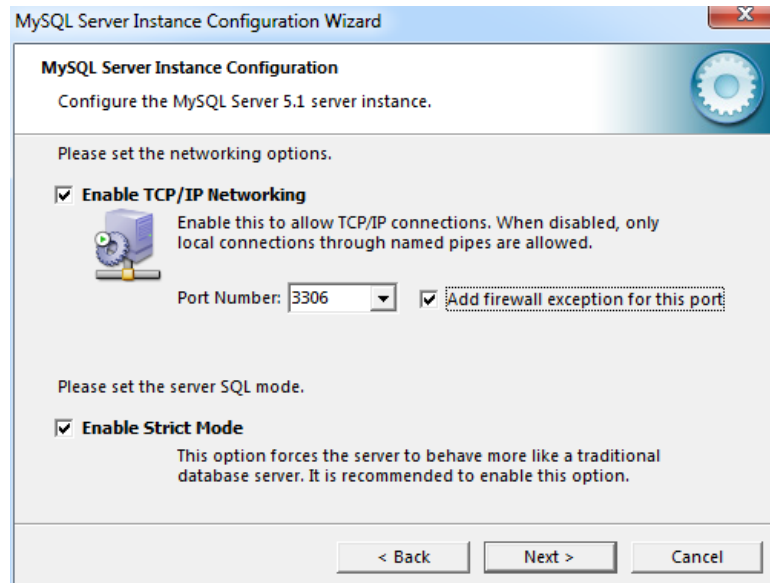 MySQL Server Instance Configuration Wizard
MySQL Server Instance Configuration
Configure the MySQL Server 5.1 server instance.
Please set the networking options.
Enable TCP/IP Networking
Enable this to allow TCP/IP connections. When disabled, only
local connections through named pipes are allowed.
Port Number: 3306 Add firewall exception for this port
Please set the server SQL mode.
Enable Strict Mode
This option forces the server to behave more like a traditional
database server. It is recommended to enable this option.
< Back Next > Cancel